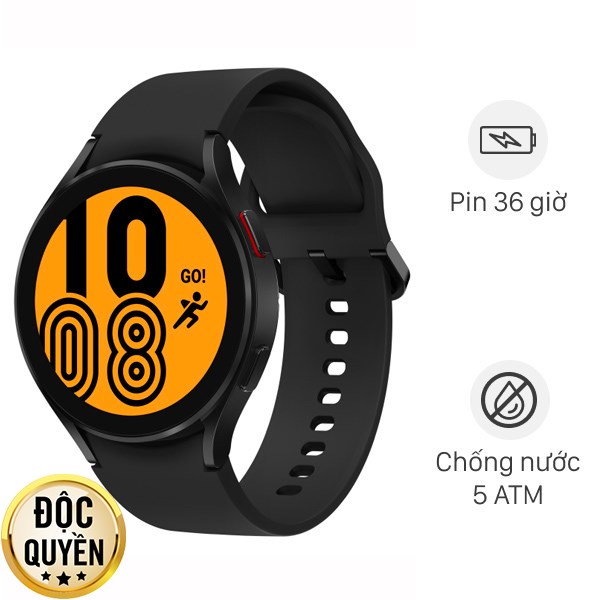 10
GO!
08
Pin 36 giờ
Chống nước
5 ATM
ĐỘC
QUYỀN